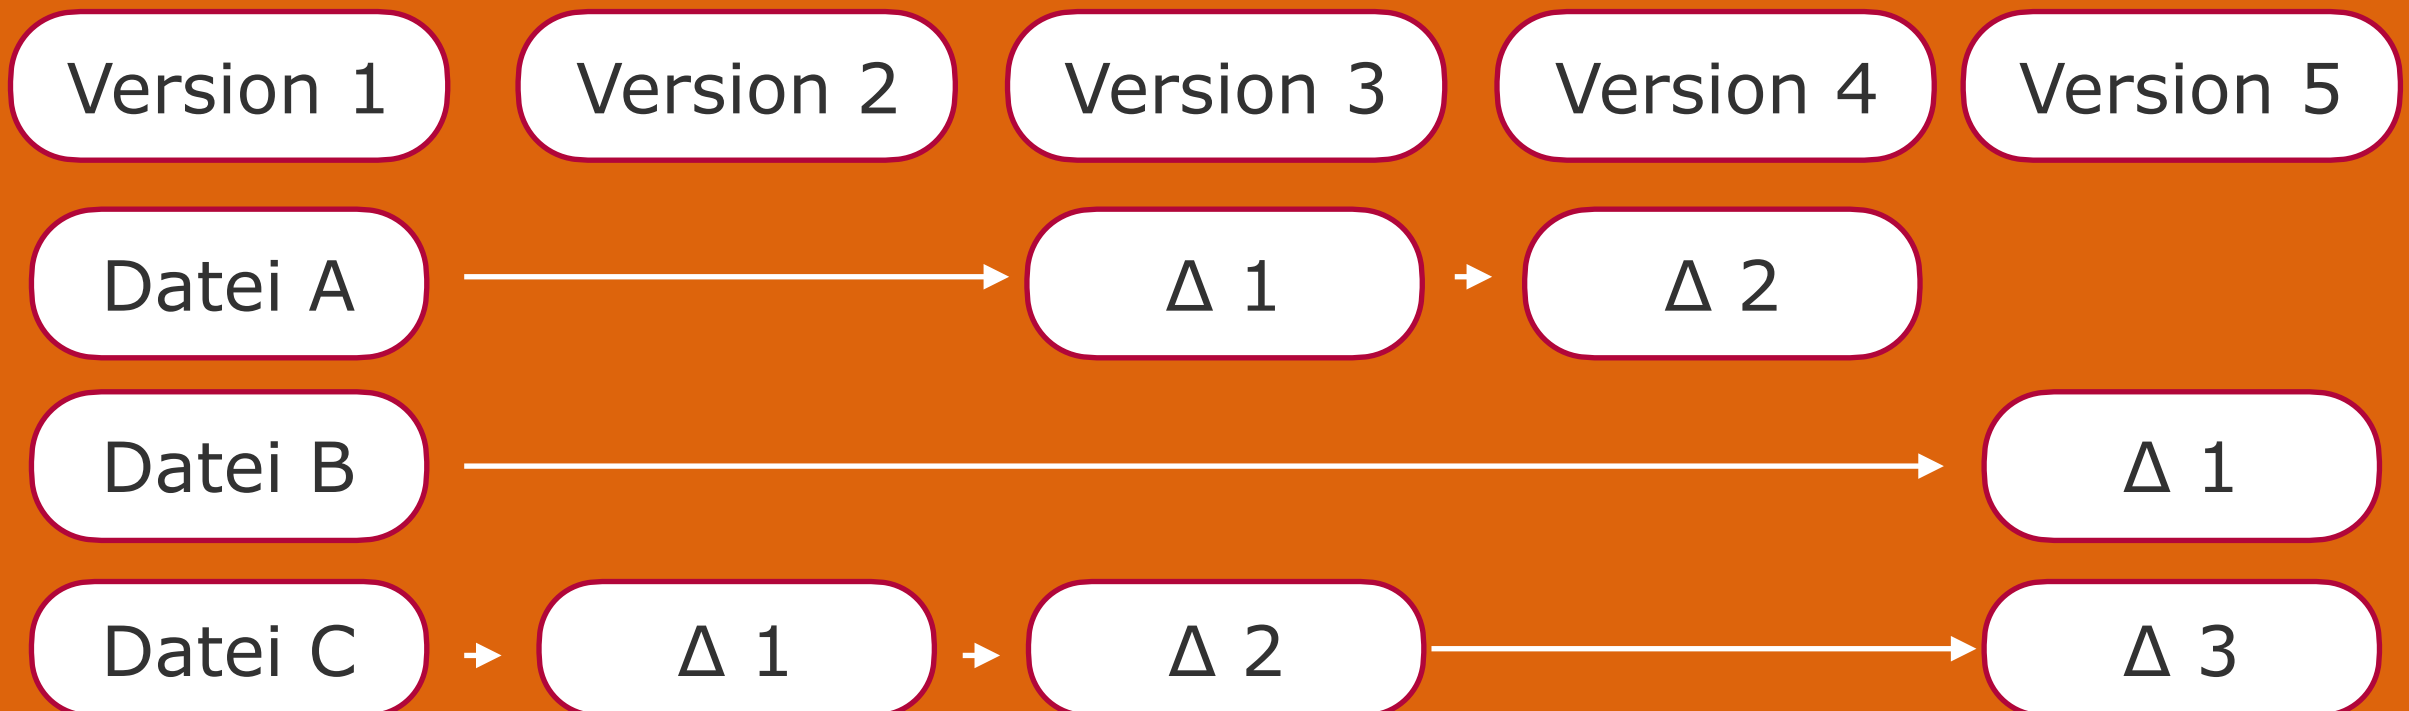 Version 1 Version 2 Version 3 Version 4 Version 5
Datei A Δ 1 Δ 2
Datei B Δ 1
Datei C Δ 1 Δ 2 Δ 3